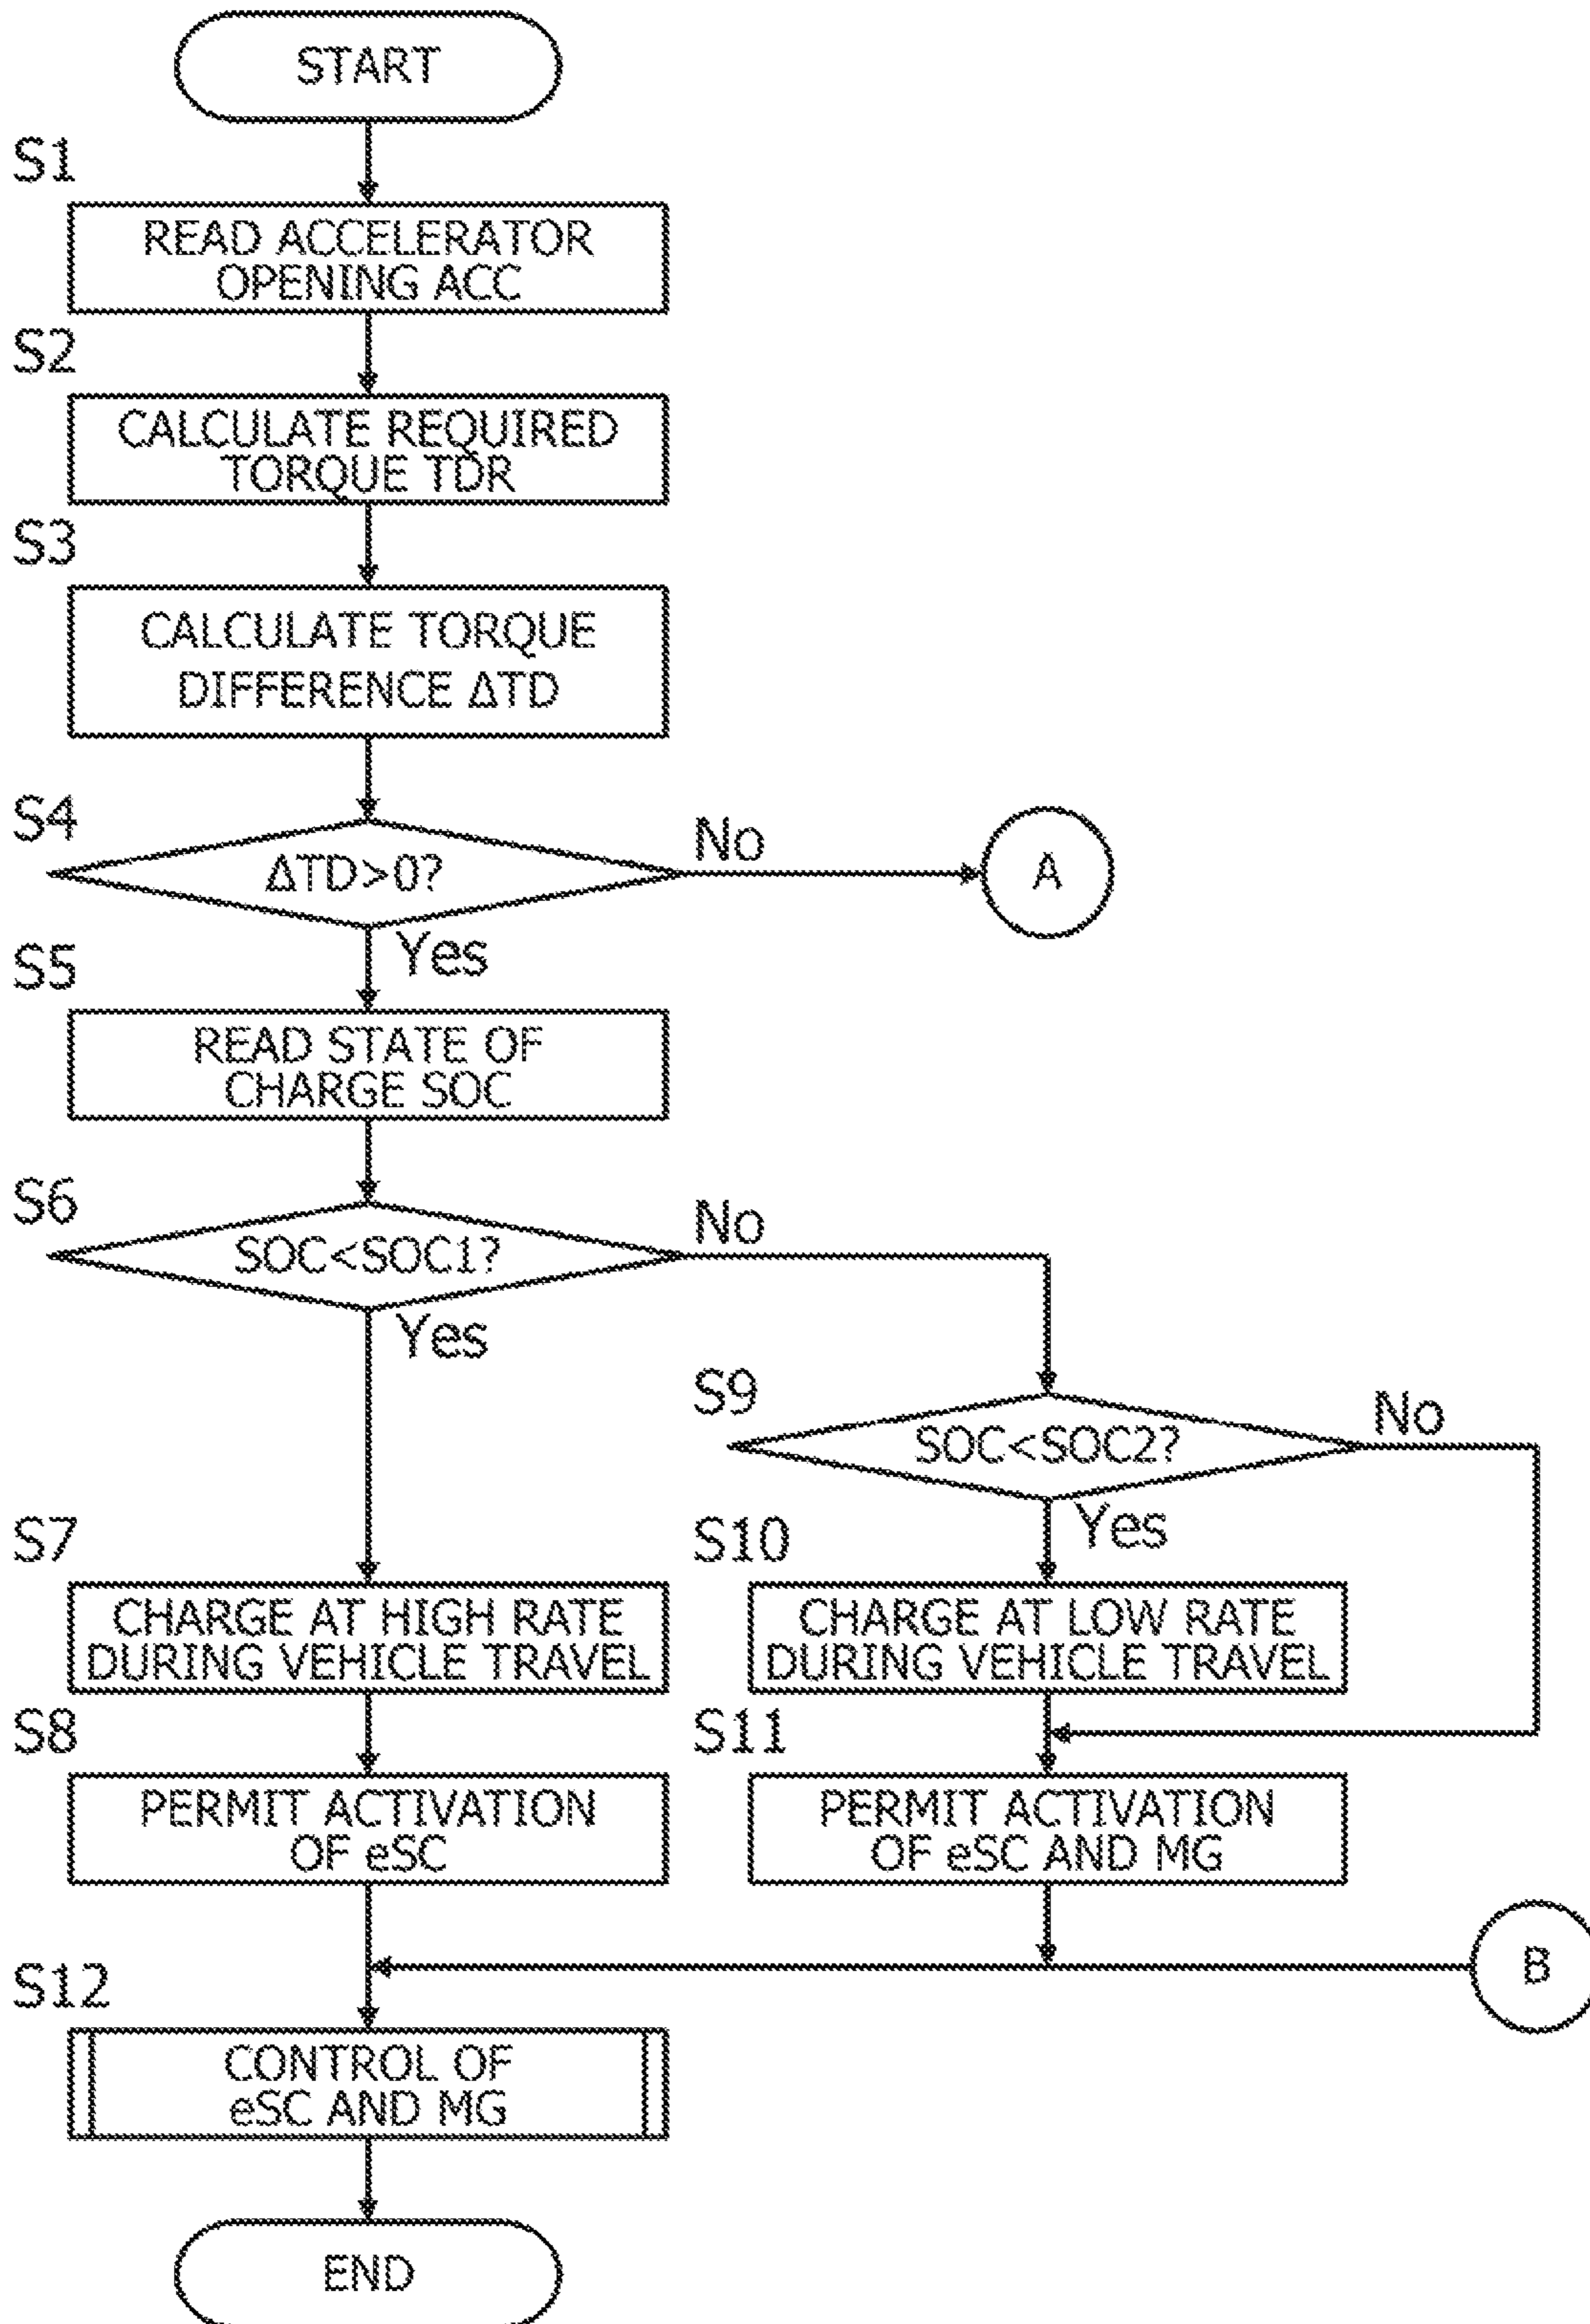 START
S1
READ ACCELERATOR
OPENING ACC
S2
CALCULATE REQUIRED
TORQUE TDR
S3
CALCULATE TORQUE
DIFFERENCE ΔTD
S4
ΔTD>0?
No
A
Yes
S5
READ STATE OF
CHARGE SOC
S6
SOC<SOC1?
No
Yes
S9
SOC<SOC2?
No
Yes
S7
CHARGE AT HIGH RATE
DURING VEHICLE TRAVEL
S10
CHARGE AT LOW RATE
DURING VEHICLE TRAVEL
S8
PERMIT ACTIVATION
OF eSC
S11
PERMIT ACTIVATION
OF eSC AND MG
B
S12
CONTROL OF
eSC AND MG
END